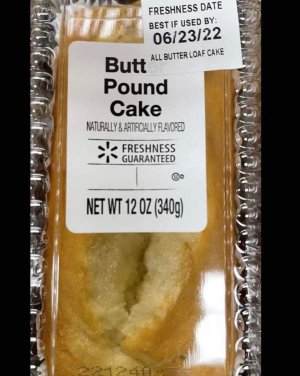 FRESHNESS DATE
BEST IF USED BY:
06/23/22
ALL BUTTER LOAF CAKE
Butt
Pound
Cake
NATURALLY & ARTIFICIALLY FLAVORED
FRESHNESS
GUARANTEED
NET WT 12 OZ (340g)